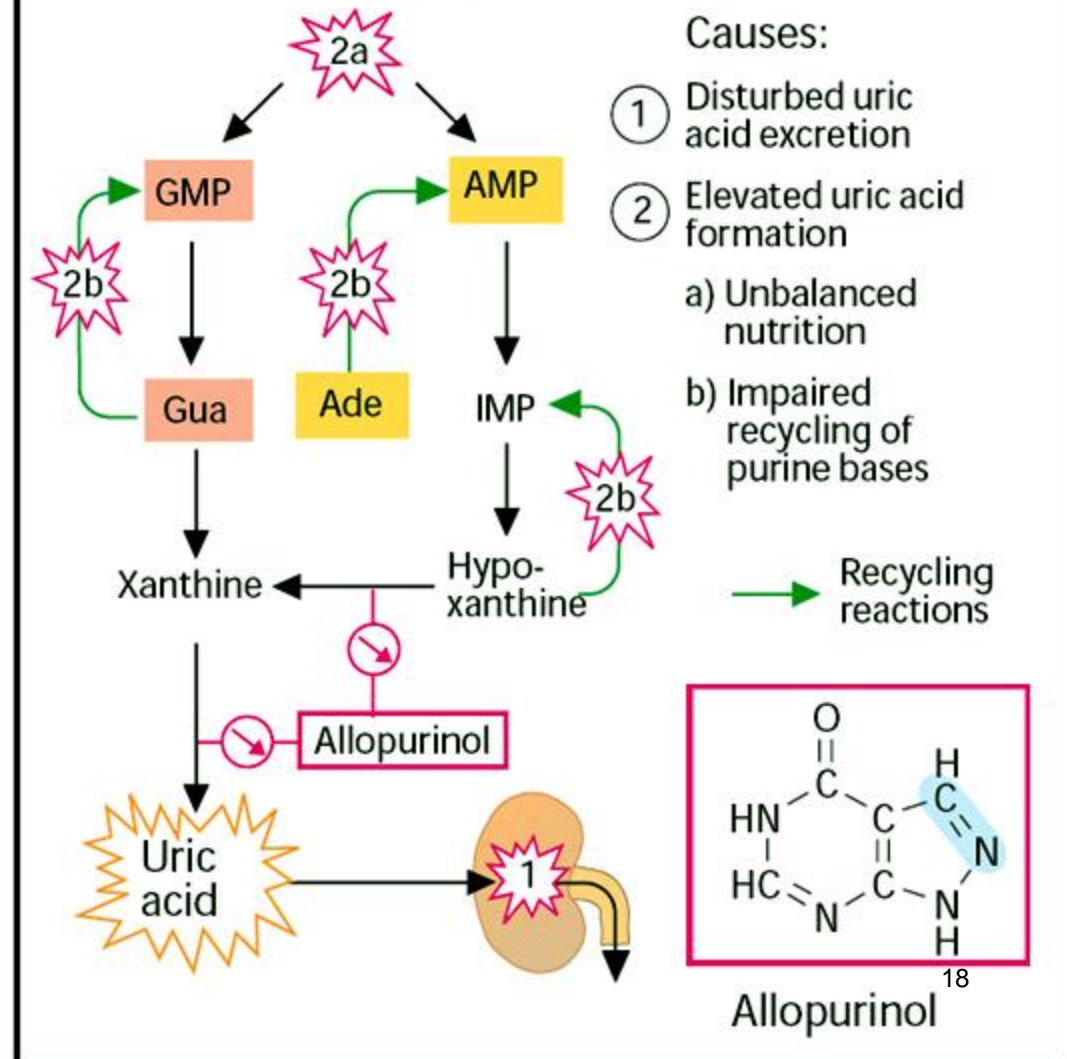 2a
Causes:
1 Disturbed uric
acid excretion
GMP
AMP
2 Elevated uric acid
formation
2b
2b
a) Unbalanced
nutrition
Gua
Ade
IMP
b) Impaired
recycling of
purine bases
2b
Xanthine
Hypo-
xanthine
Recycling
reactions
Allopurinol
O
C
H
C
HN
C
N
HC
N
C
N
H
Uric
acid
1
18
Allopurinol